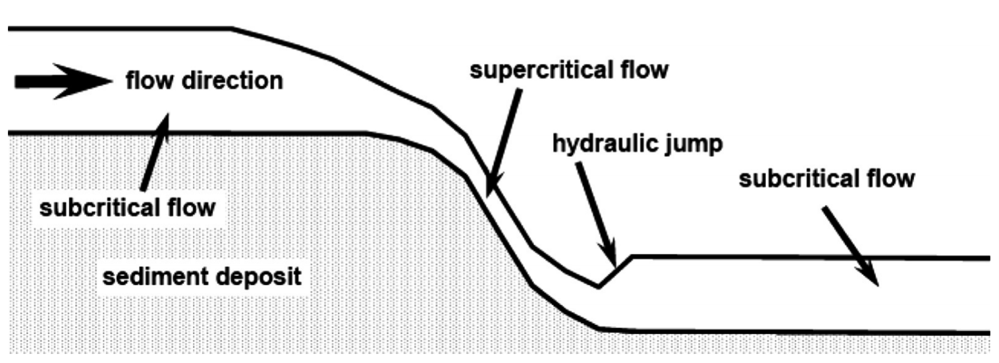 flow direction
supercritical flow
hydraulic jump
subcritical flow
subcritical flow
sediment deposit